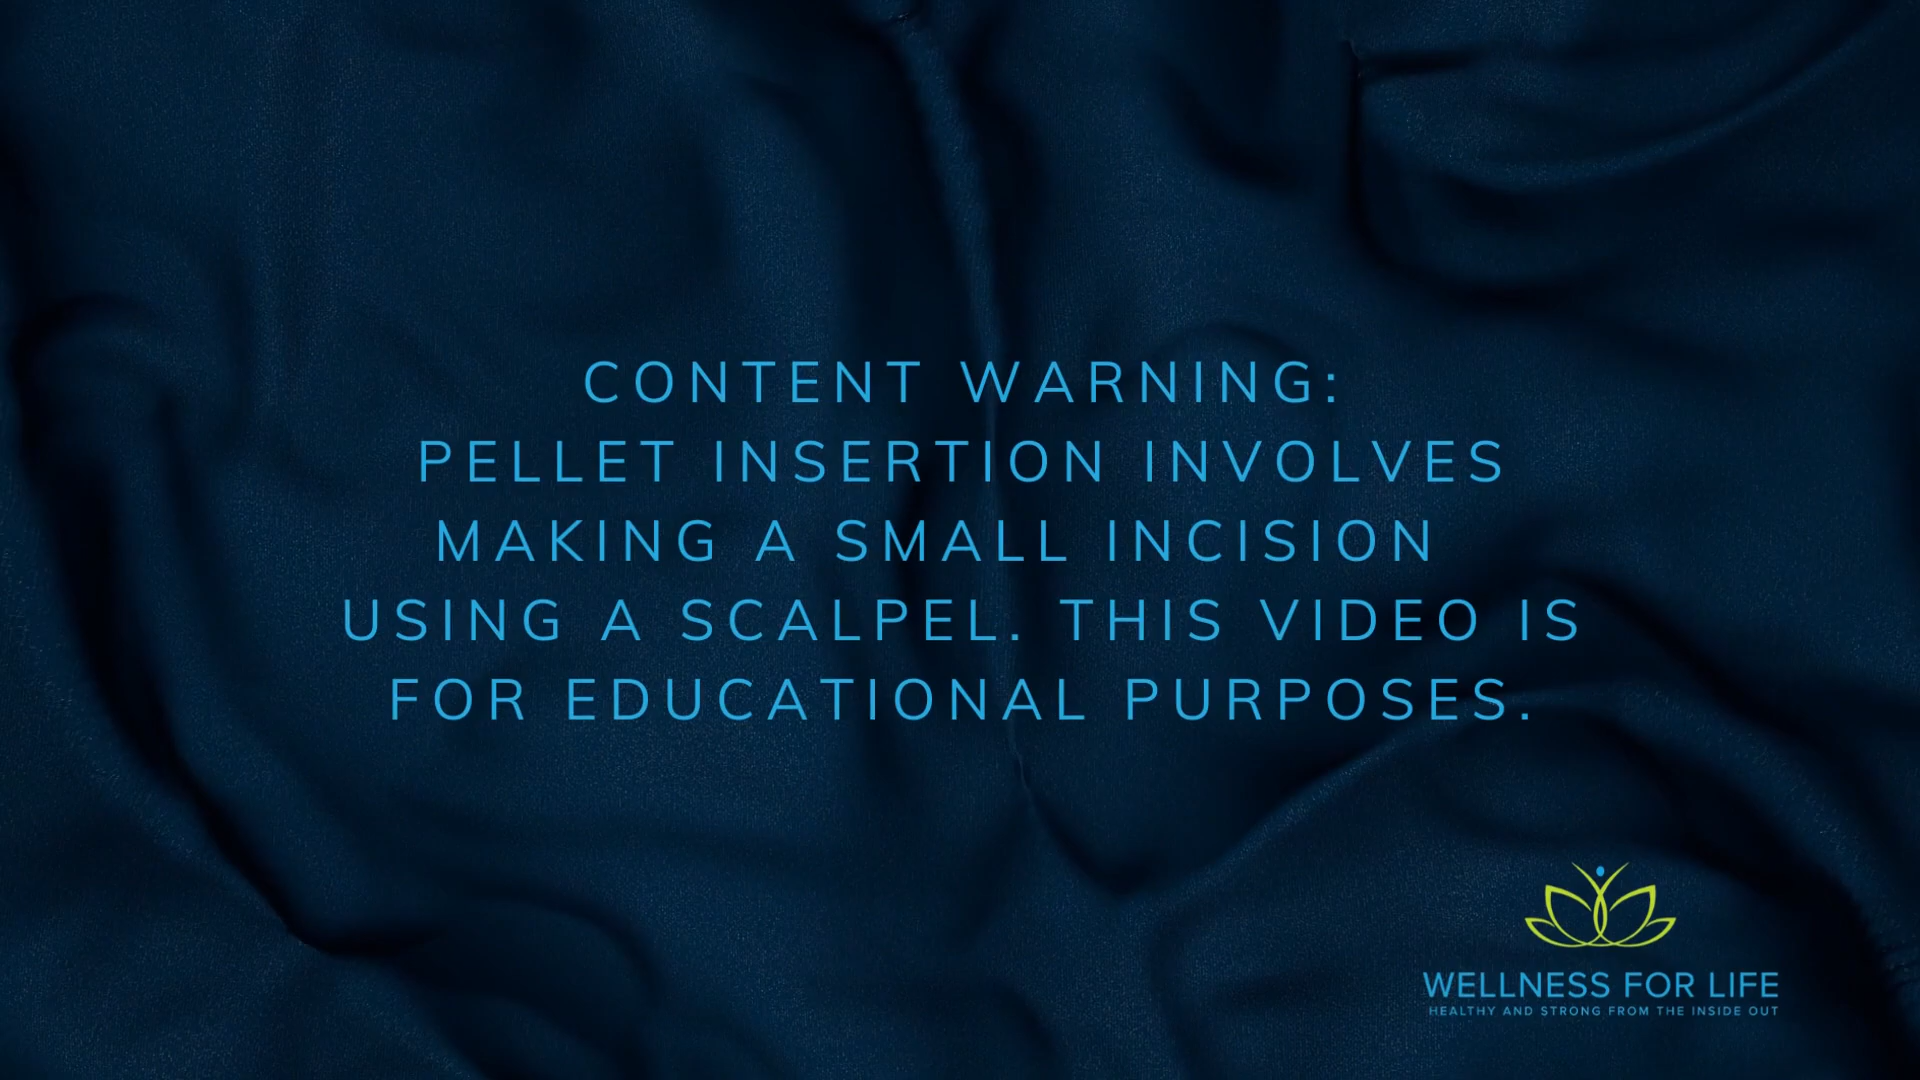 CONTENT WARNING:
PELLET INSERTION INVOLVES
MAKING A SMALL INCISION
USING A SCALPEL. THIS VIDEO IS
FOR EDUCATIONAL PURPOSES.
WELLNESS FOR LIFE
HEALTHY AND STRONG FROM THE INSIDE OUT